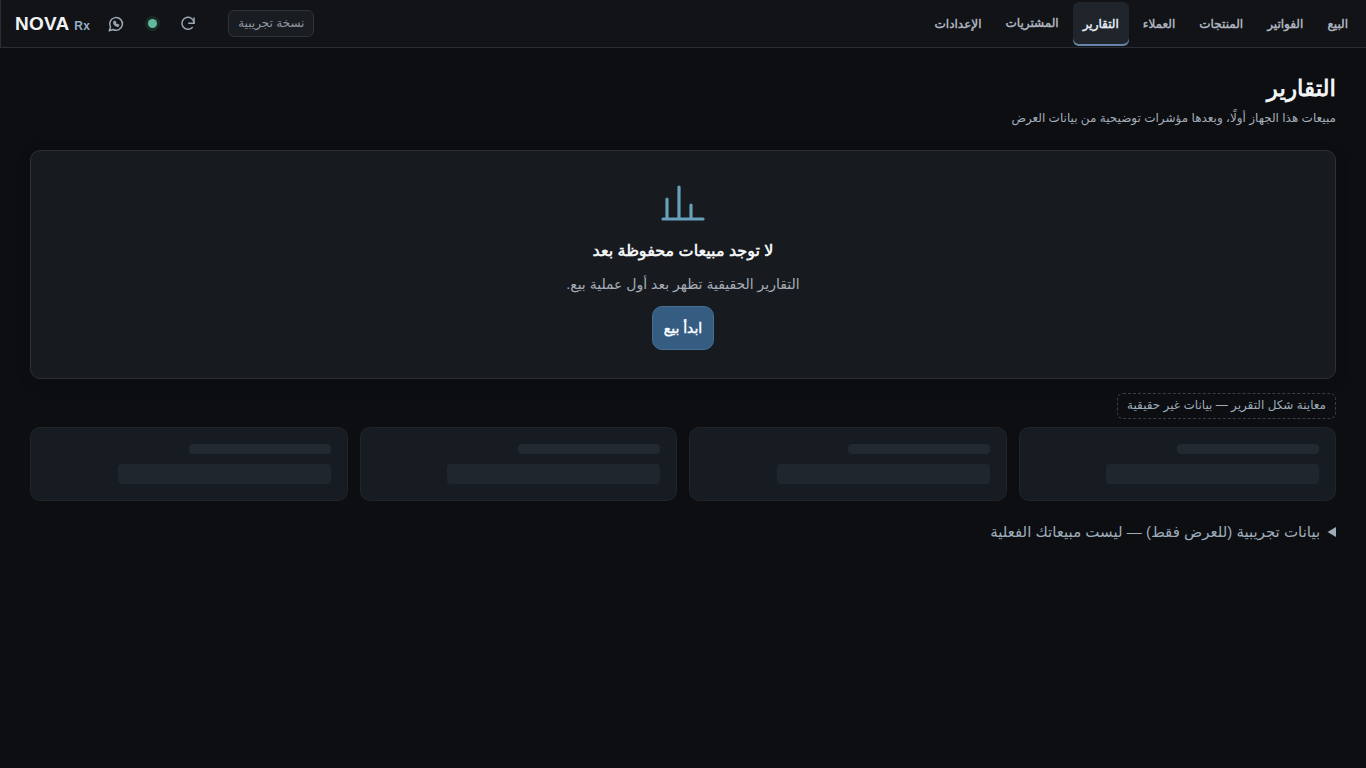 البيع
الفواتير
المنتجات
العملاء
التقارير
المشتريات
الإعدادات
نسخة تجريبية
NOVA Rx
التقارير
مبيعات هذا الجهاز أولًا، وبعدها مؤشرات توضيحية من بيانات العرض
لا توجد مبيعات محفوظة بعد
التقارير الحقيقية تظهر بعد أول عملية بيع.
ابدأ بيع
معاينة شكل التقرير — بيانات غير حقيقية
بيانات تجريبية (للعرض فقط) — ليست مبيعاتك الفعلية